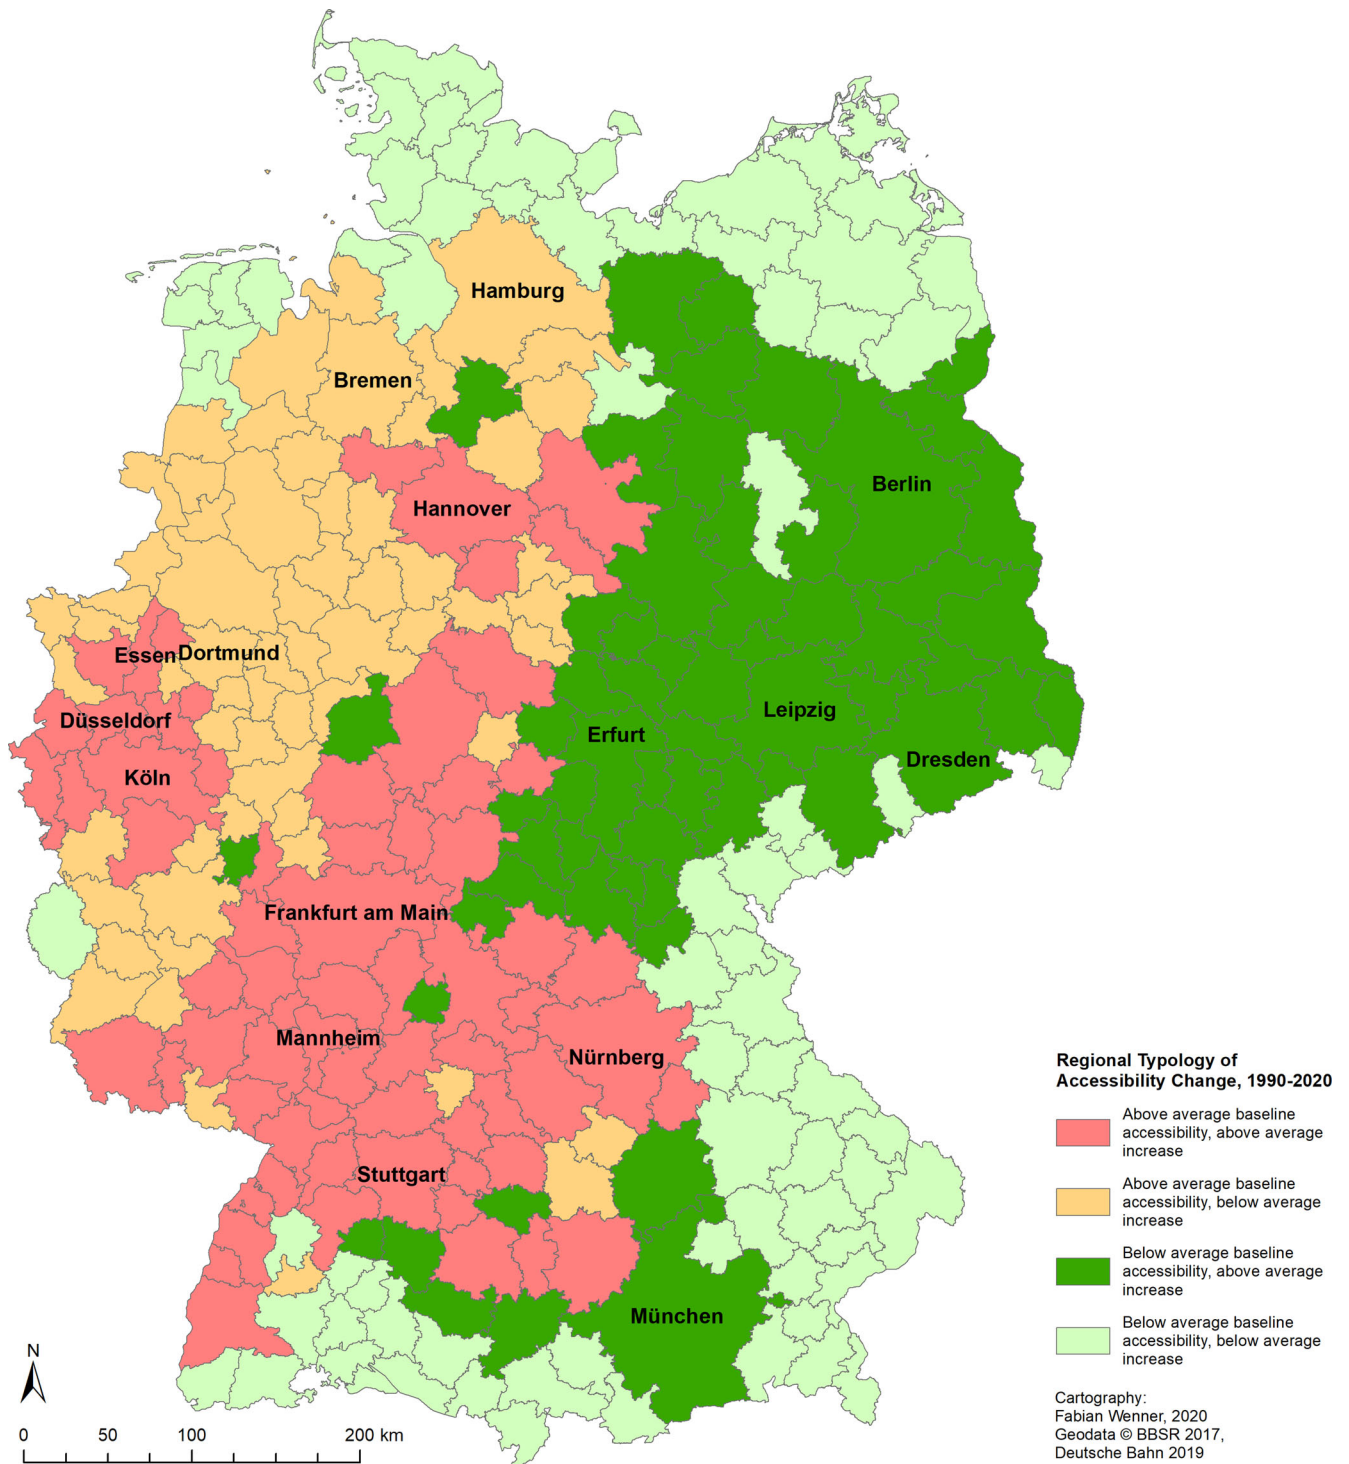 Hamburg
Bremen
Berlin
Hannover
Essen
Dortmund
Düsseldorf
Leipzig
Erfurt
Dresden
Köln
Frankfurt am Main
Mannheim
Nürnberg
Stuttgart
München
Regional Typology of
Accessibility Change, 1990-2020
Above average baseline
accessibility, above average
increase
Above average baseline
accessibility, below average
increase
Below average baseline
accessibility, above average
increase
Below average baseline
accessibility, below average
increase
Cartography:
Fabian Wenner, 2020
Geodata © BBSR 2017,
Deutsche Bahn 2019
N
0 50 100 200 km